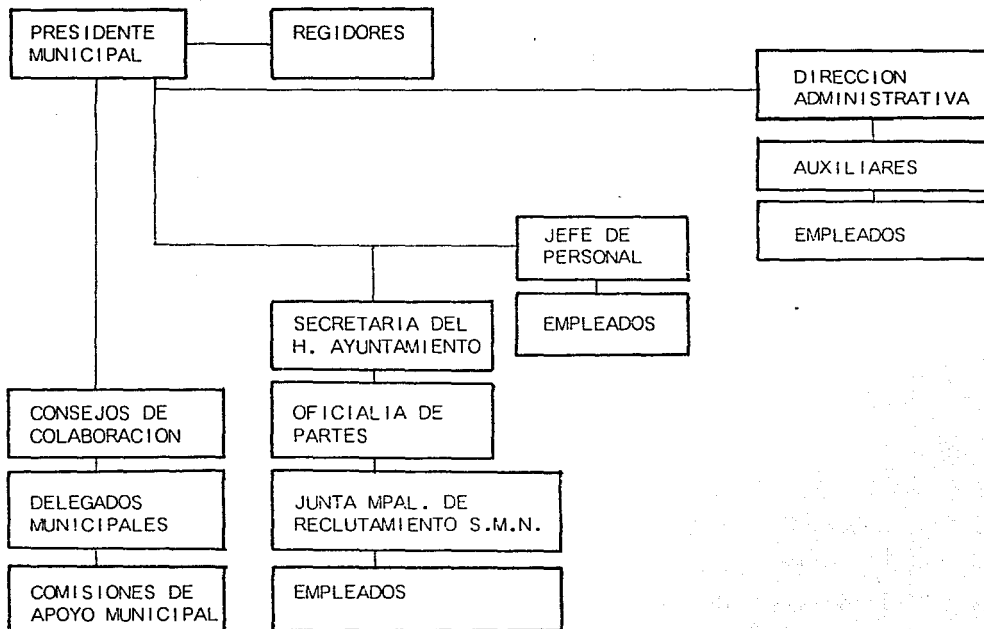 PRESIDENTE
MUNICIPAL
REGIDORES
DIRECCION
ADMINISTRATIVA
AUXILIARES
EMPLEADOS
JEFE DE
PERSONAL
EMPLEADOS
SECRETARIA DEL
H. AYUNTAMIENTO
OFICIALIA DE
PARTES
JUNTA MPAL. DE
RECLUTAMIENTO S.M.N.
EMPLEADOS
CONSEJOS DE
COLABORACION
DELEGADOS
MUNICIPALES
COMISIONES DE
APOYO MUNICIPAL